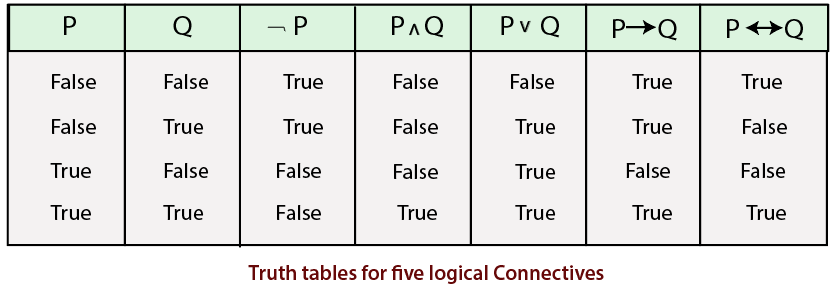 P Q ¬ P P ∧ Q P ∨ Q P→Q P ↔ Q
False False True False False True True
False True True False True True False
True False False False True False False
True True False True True True True
Truth tables for five logical Connectives